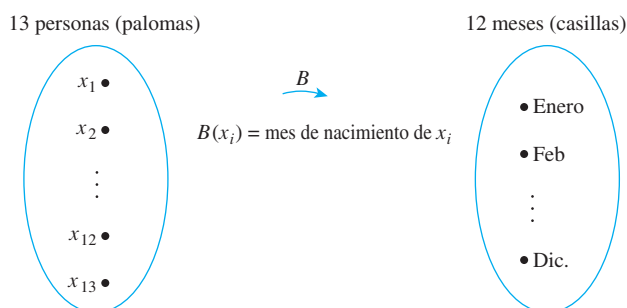 13 personas (palomas)
12 meses (casillas)
B
x₁
x₂
⋮
x₁₂
x₁₃
B(xᵢ) = mes de nacimiento de xᵢ
Enero
Feb
⋮
Dic.